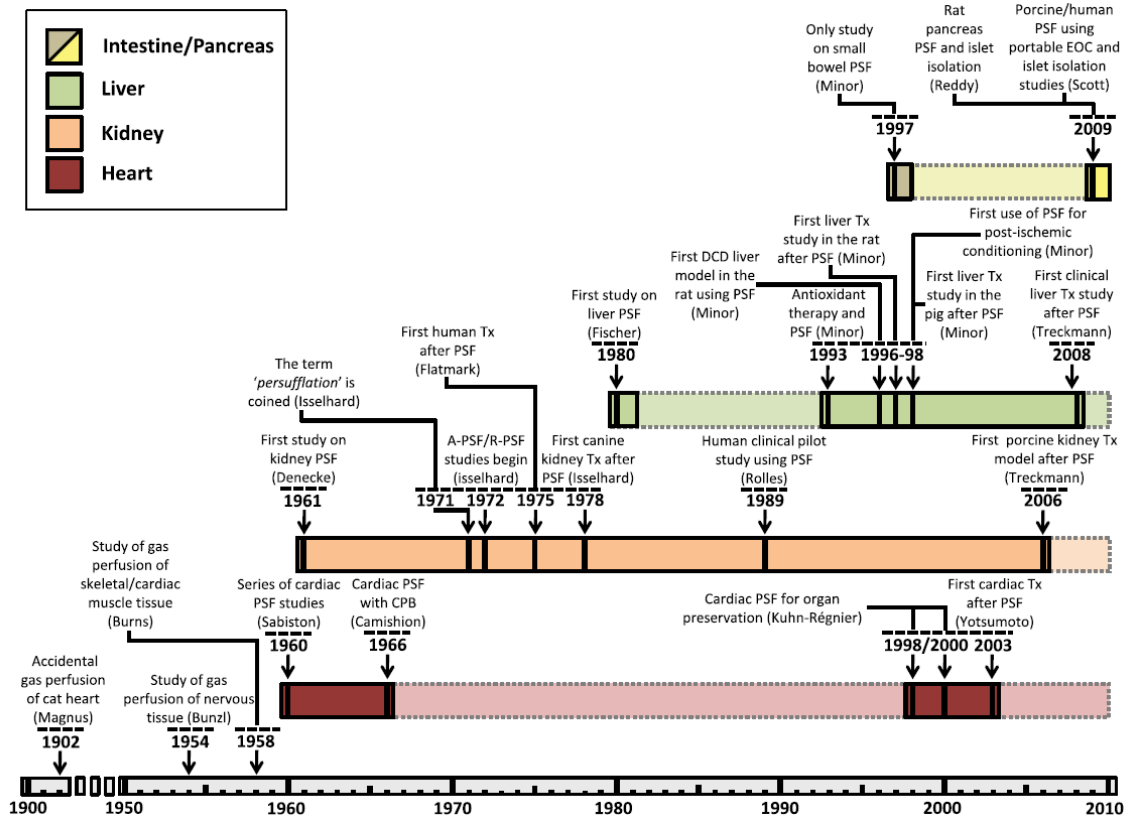 Intestine/Pancreas
Liver
Kidney
Heart
Only study
on small
bowel PSF
(Minor)
1997
Rat
pancreas
PSF and islet
isolation
(Reddy)
Porcine/human
PSF using
portable EOC and
islet isolation
studies (Scott)
2009
First study on
liver PSF
(Fischer)
1980
First DCD liver
model in the
rat using PSF
(Minor)
First liver Tx
study in the rat
after PSF (Minor)
Antioxidant
therapy and
PSF (Minor)
1993
1996-98
First use of PSF for
post-ischemic
conditioning (Minor)
First liver Tx
study in the
pig after PSF
(Minor)
First clinical
liver Tx study
after PSF
(Treckmann)
2008
First study on
kidney PSF
(Denecke)
1961
The term
‘persufflation’ is
coined (Isselhard)
1971
A-PSF/R-PSF
studies begin
(isselhard)
1972
First human Tx
after PSF
(Flatmark)
1975
First canine
kidney Tx after
PSF (Isselhard)
1978
Human clinical pilot
study using PSF
(Rolles)
1989
First porcine kidney Tx
model after PSF
(Treckmann)
2006
Series of cardiac
PSF studies
(Sabiston)
1960
Cardiac PSF
with CPB
(Camishion)
1966
Cardiac PSF for organ
preservation (Kuhn-Régnier)
1998/2000
First cardiac Tx
after PSF
(Yotsumoto)
2003
Accidental
gas perfusion
of cat heart
(Magnus)
1902
Study of gas
perfusion of nervous
tissue (Bunzl)
1954
Study of gas
perfusion of
skeletal/cardiac
muscle tissue
(Burns)
1958
1900 1950 1960 1970 1980 1990 2000 2010